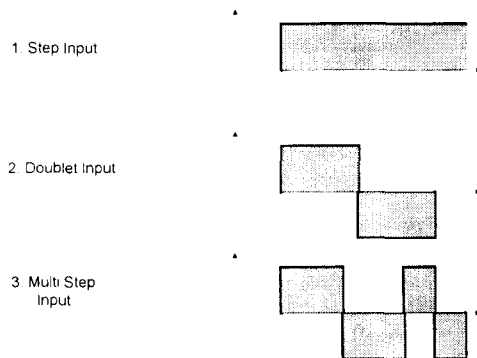 1. Step Input
2. Doublet Input
3. Multi Step
Input